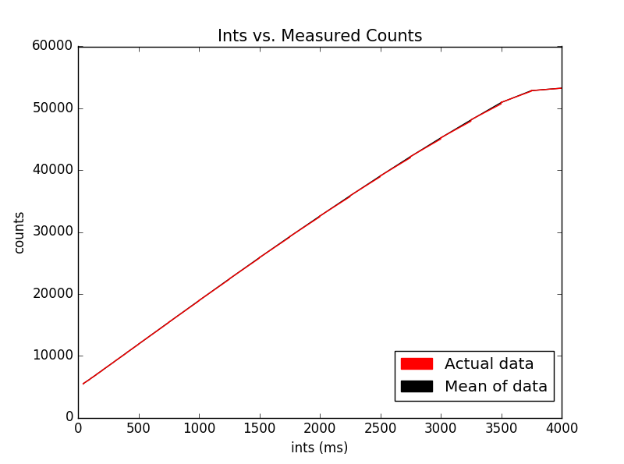 Ints vs. Measured Counts
60000
50000
40000
30000
20000
10000
0
counts
0 500 1000 1500 2000 2500 3000 3500 4000
ints (ms)
Actual data
Mean of data